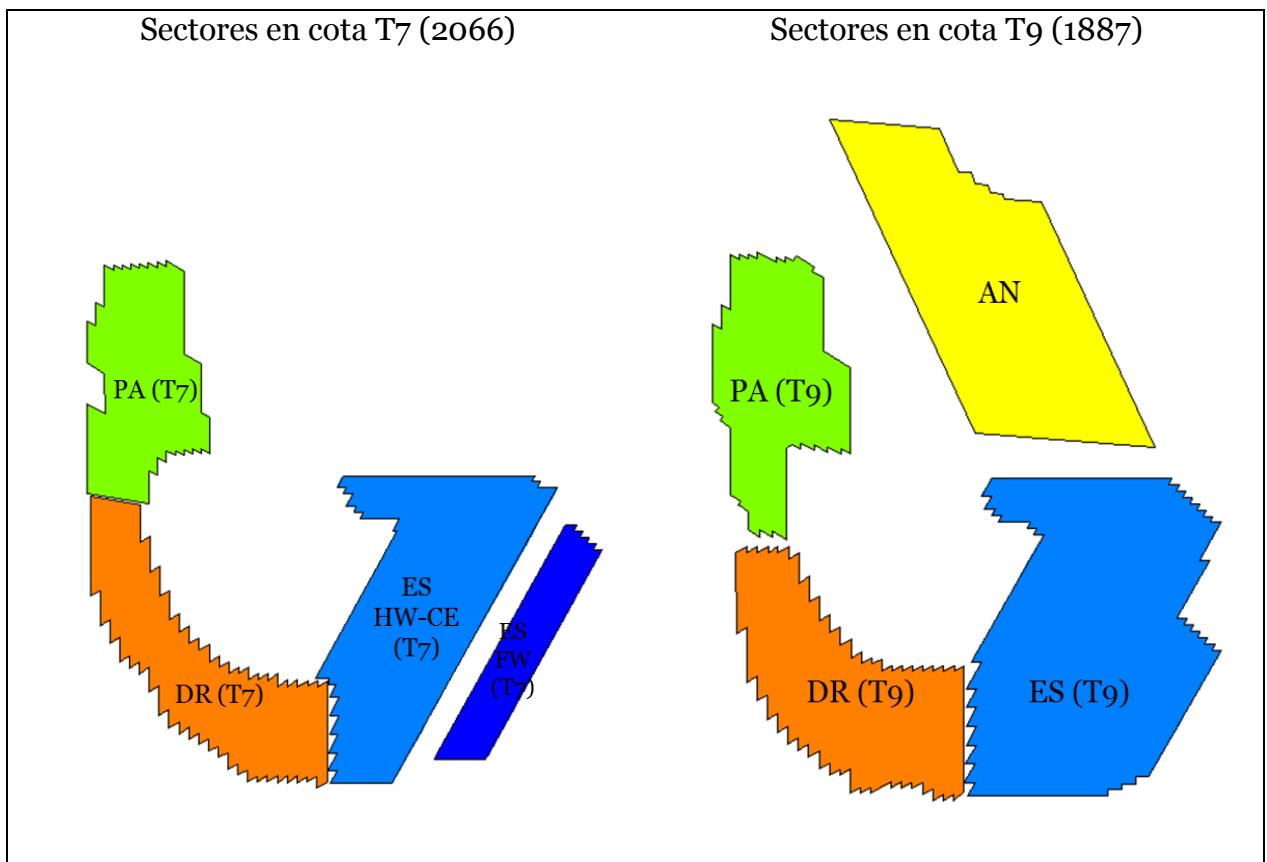 Sectores en cota T7 (2066)
Sectores en cota T9 (1887)
AN
PA (T7)
PA (T9)
ES
HW-CE
(T7)
ES
FW
(T7)
DR (T7)
DR (T9)
ES (T9)